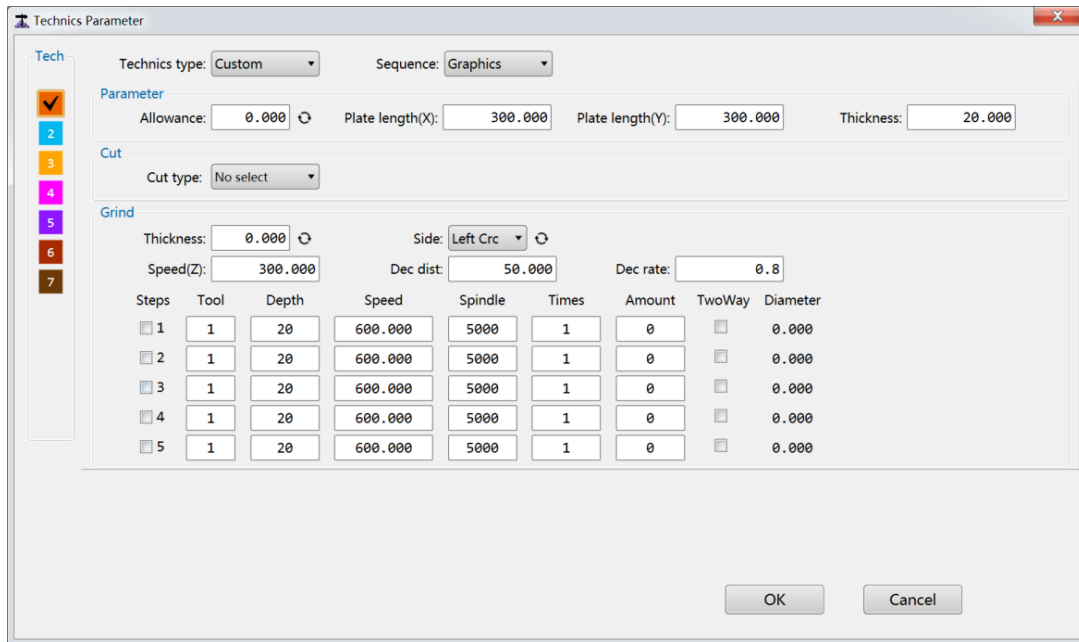 Technics Parameter
Tech
Technics type: Custom Sequence: Graphics
Parameter
Allowance: 0.000 Plate length(X): 300.000 Plate length(Y): 300.000 Thickness: 20.000
2
3
4
5
6
7
Cut
Cut type: No select
Grind
Thickness: 0.000 Side: Left Crc
Speed(Z): 300.000 Dec dist: 50.000 Dec rate: 0.8
Steps Tool Depth Speed Spindle Times Amount TwoWay Diameter
1 1 20 600.000 5000 1 0 0.000
2 1 20 600.000 5000 1 0 0.000
3 1 20 600.000 5000 1 0 0.000
4 1 20 600.000 5000 1 0 0.000
5 1 20 600.000 5000 1 0 0.000
OK Cancel